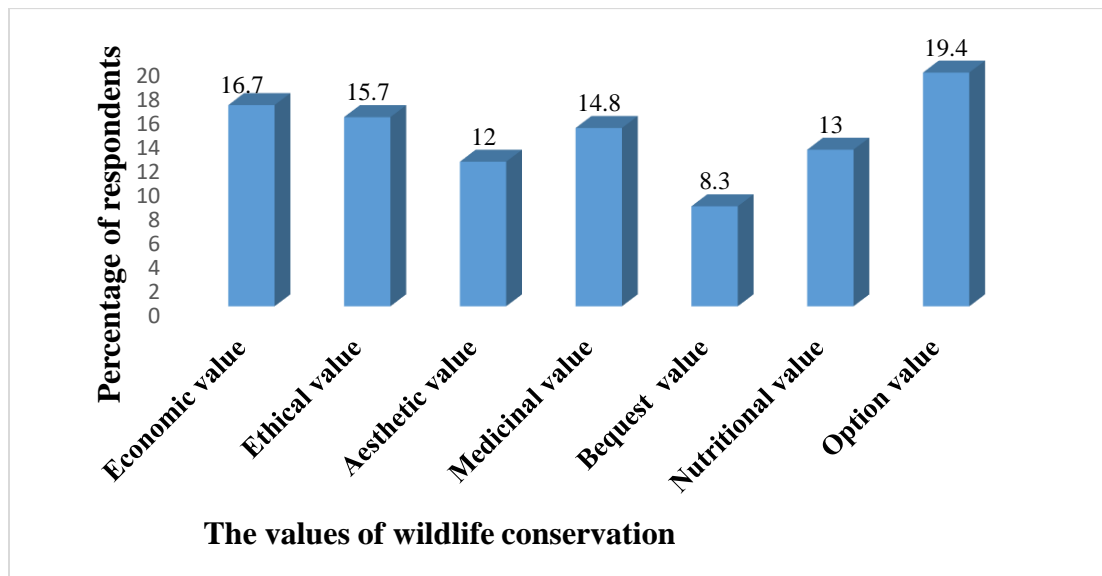 Percentage of respondents
20
18
16
14
12
10
8
6
4
2
0
16.7
15.7
12
14.8
8.3
13
19.4
Economic value
Ethical value
Aesthetic value
Medicinal value
Bequest value
Nutritional value
Option value
The values of wildlife conservation